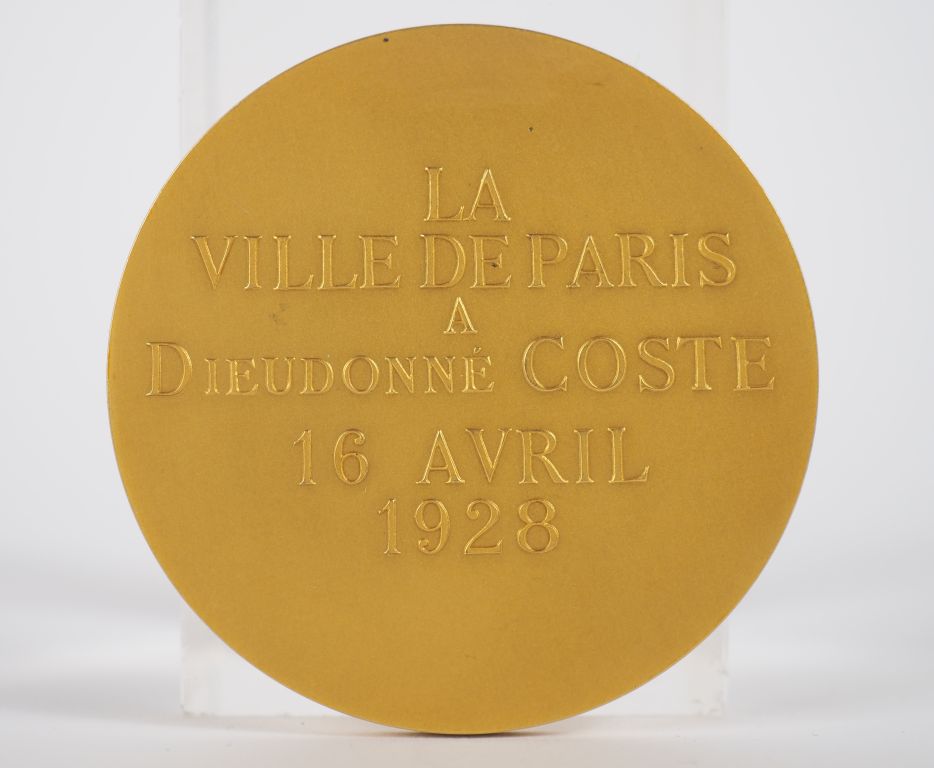 LA
VILLE DE PARIS
A
DIEUDONNÉ COSTE
16 AVRIL
1928